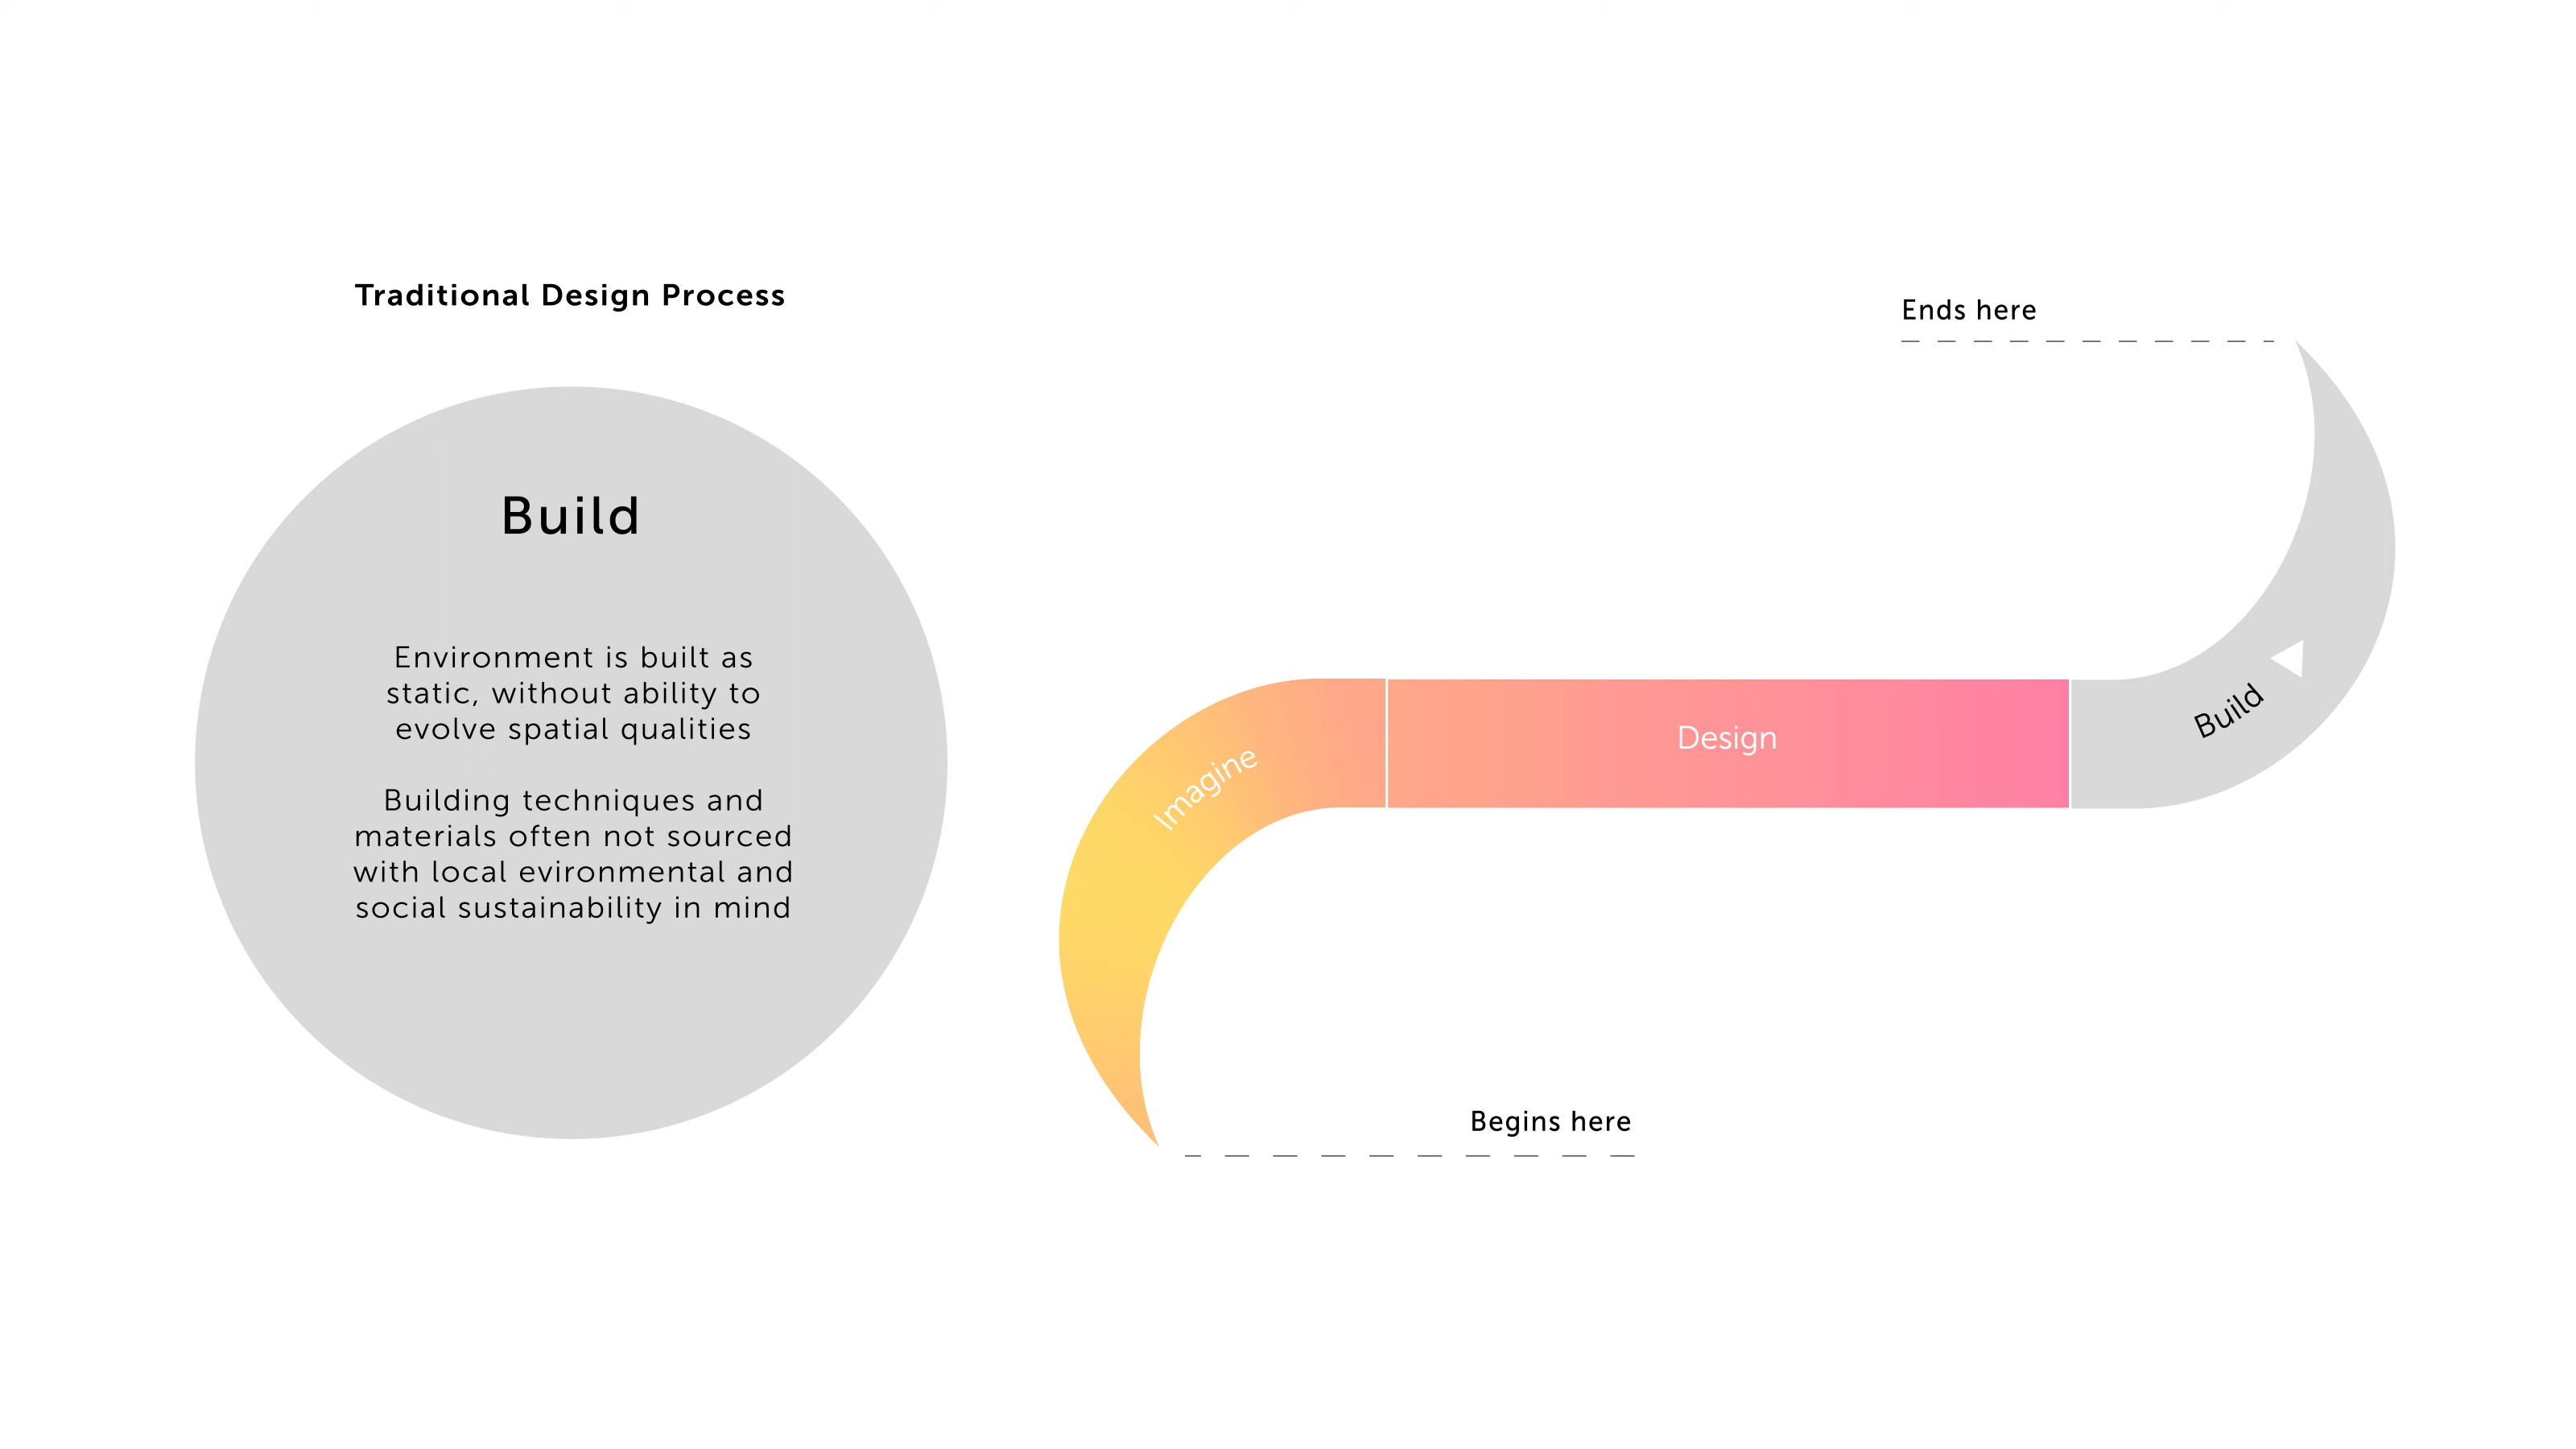 Traditional Design Process
Build
Environment is built as
static, without ability to
evolve spatial qualities
Building techniques and
materials often not sourced
with local evironmental and
social sustainability in mind
Ends here
Build
Design
Imagine
Begins here